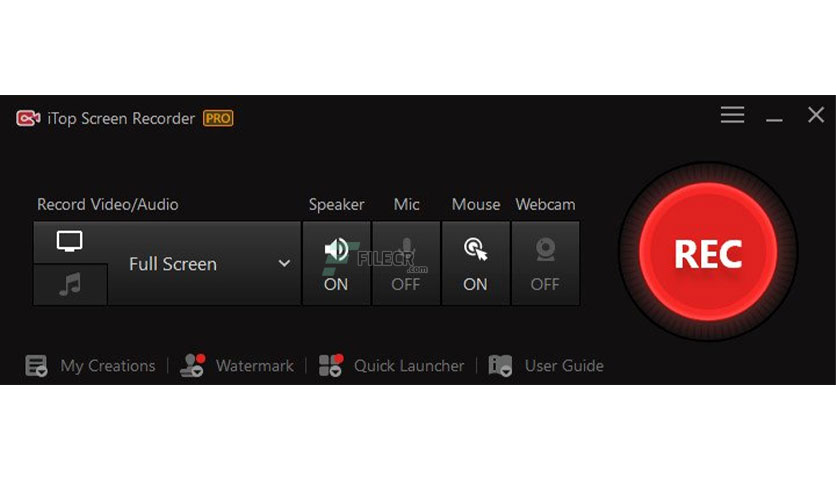 iTop Screen Recorder PRO
Record Video/Audio Speaker Mic Mouse Webcam
Full Screen
FILECR
.com
ON OFF ON OFF
REC
My Creations Watermark Quick Launcher User Guide